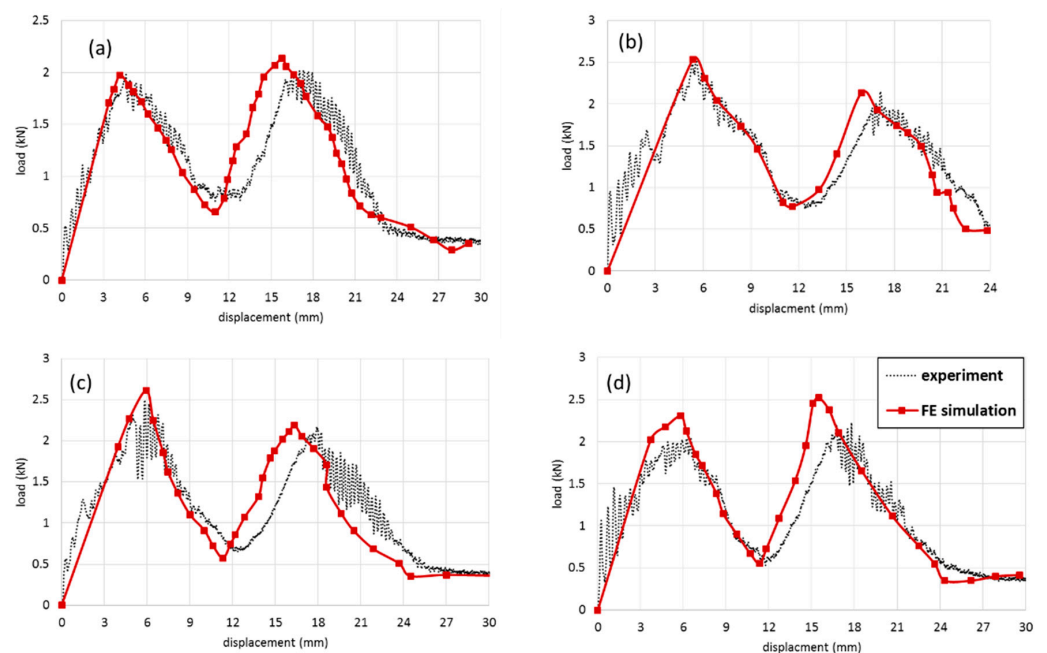 (a)
load (kN)
2.5
2
1.5
1
0.5
0
0 3 6 9 12 15 18 21 24 27 30
displacement (mm)
(b)
load (kN)
3
2.5
2
1.5
1
0.5
0
0 3 6 9 12 15 18 21 24
displacment (mm)
(c)
load (kN)
3
2.5
2
1.5
1
0.5
0
0 3 6 9 12 15 18 21 24 27 30
displacement (mm)
(d)
experiment
FE simulation
load (kN)
3
2.5
2
1.5
1
0.5
0
0 3 6 9 12 15 18 21 24 27 30
displacment (mm)